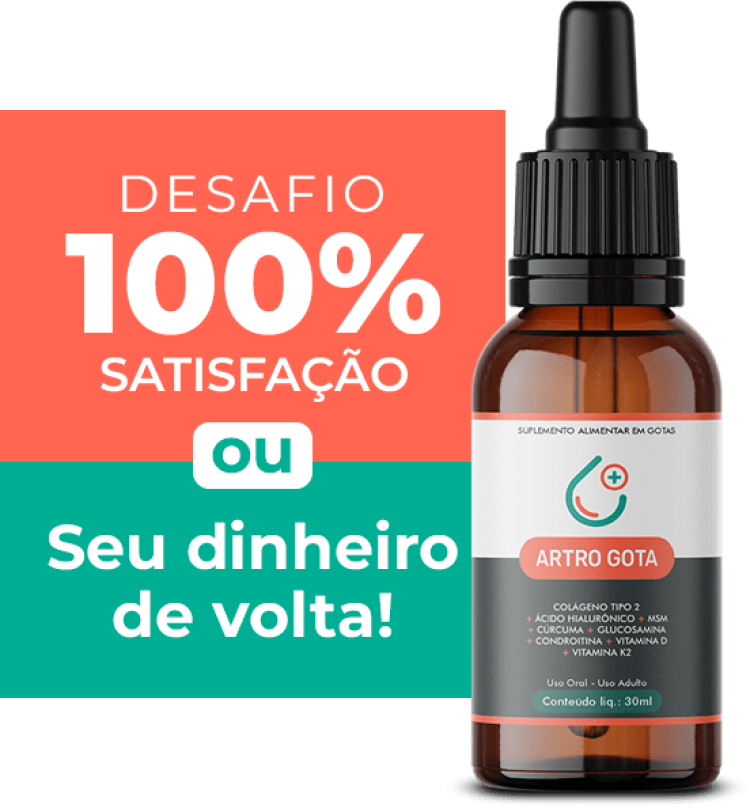 DESAFIO
100%
SATISFAÇÃO
ou
Seu dinheiro
de volta!
SUPLEMENTO ALIMENTAR EM GOTAS
ARTRO GOTA
COLÁGENO TIPO 2
+ ÁCIDO HIALURÔNICO + MSM
+ CÚRCUMA + GLUCOSAMINA
+ CONDROITINA + VITAMINA D
+ VITAMINA K2
Uso Oral - Uso Adulto
Conteúdo liq.: 30ml